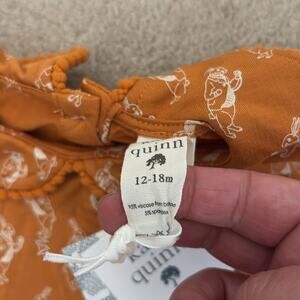 quinn
12-18m
95% viscose from bamboo
5% spandex
quinn